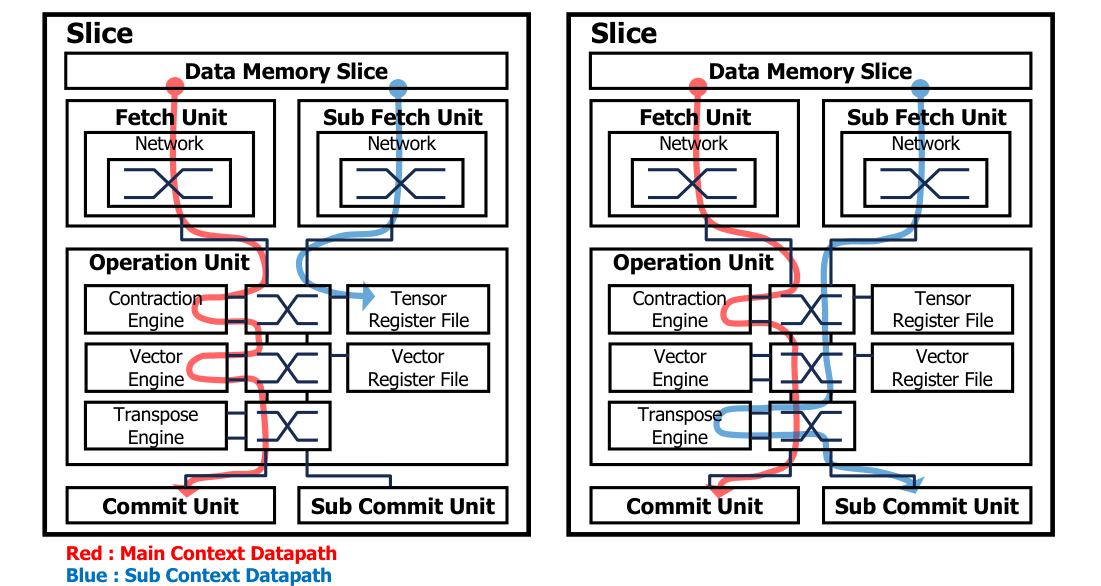 Slice
Data Memory Slice
Fetch Unit
Network
Sub Fetch Unit
Network
Operation Unit
Contraction
Engine
Tensor
Register File
Vector
Engine
Vector
Register File
Transpose
Engine
Commit Unit
Sub Commit Unit
Slice
Data Memory Slice
Fetch Unit
Network
Sub Fetch Unit
Network
Operation Unit
Contraction
Engine
Tensor
Register File
Vector
Engine
Vector
Register File
Transpose
Engine
Commit Unit
Sub Commit Unit
Red : Main Context Datapath
Blue : Sub Context Datapath